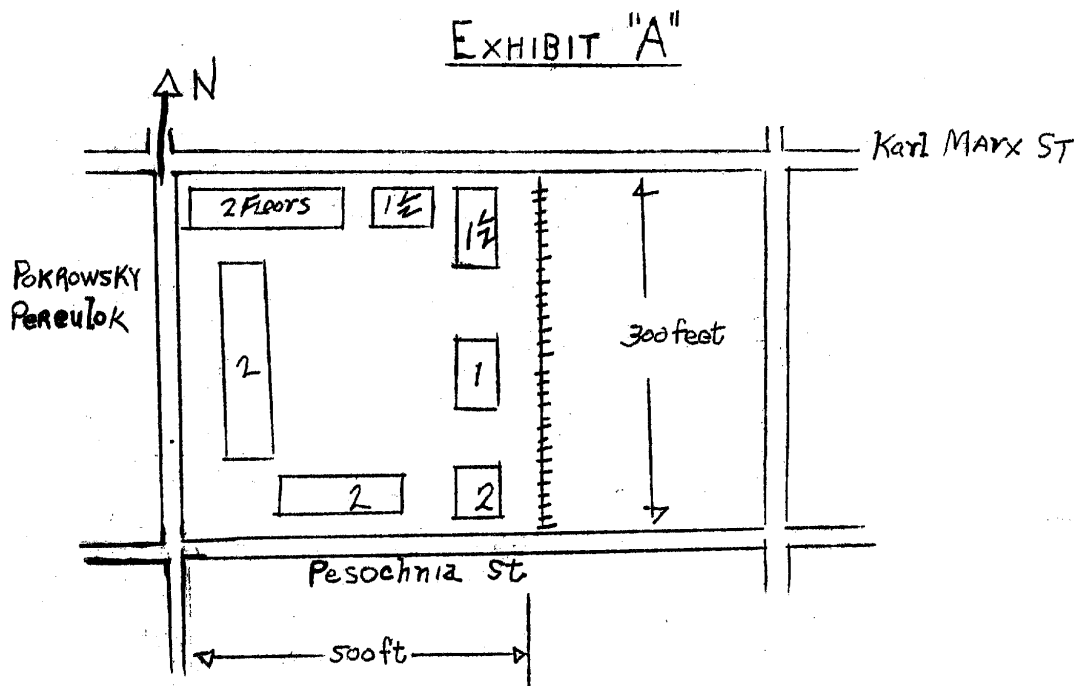 EXHIBIT "A"
N
Karl MARX ST
2 Floors
1½
1½
POKROWSKY
Pereulok
2
1
300 feet
2
2
Pesochnia St
500 ft